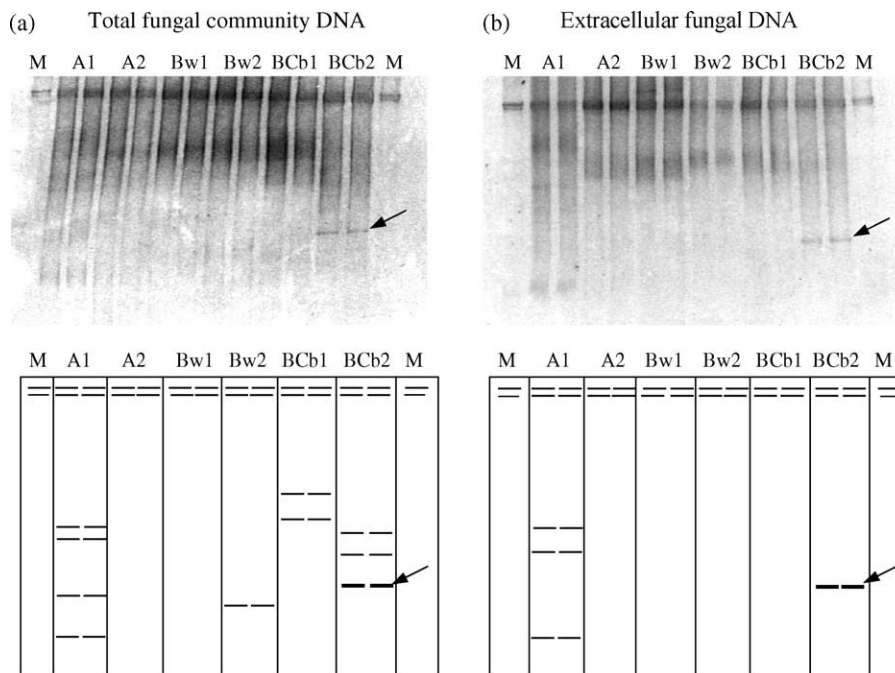 (a) Total fungal community DNA
M A1 A2 Bw1 Bw2 BCb1 BCb2 M
M A1 A2 Bw1 Bw2 BCb1 BCb2 M
(b) Extracellular fungal DNA
M A1 A2 Bw1 Bw2 BCb1 BCb2 M
M A1 A2 Bw1 Bw2 BCb1 BCb2 M